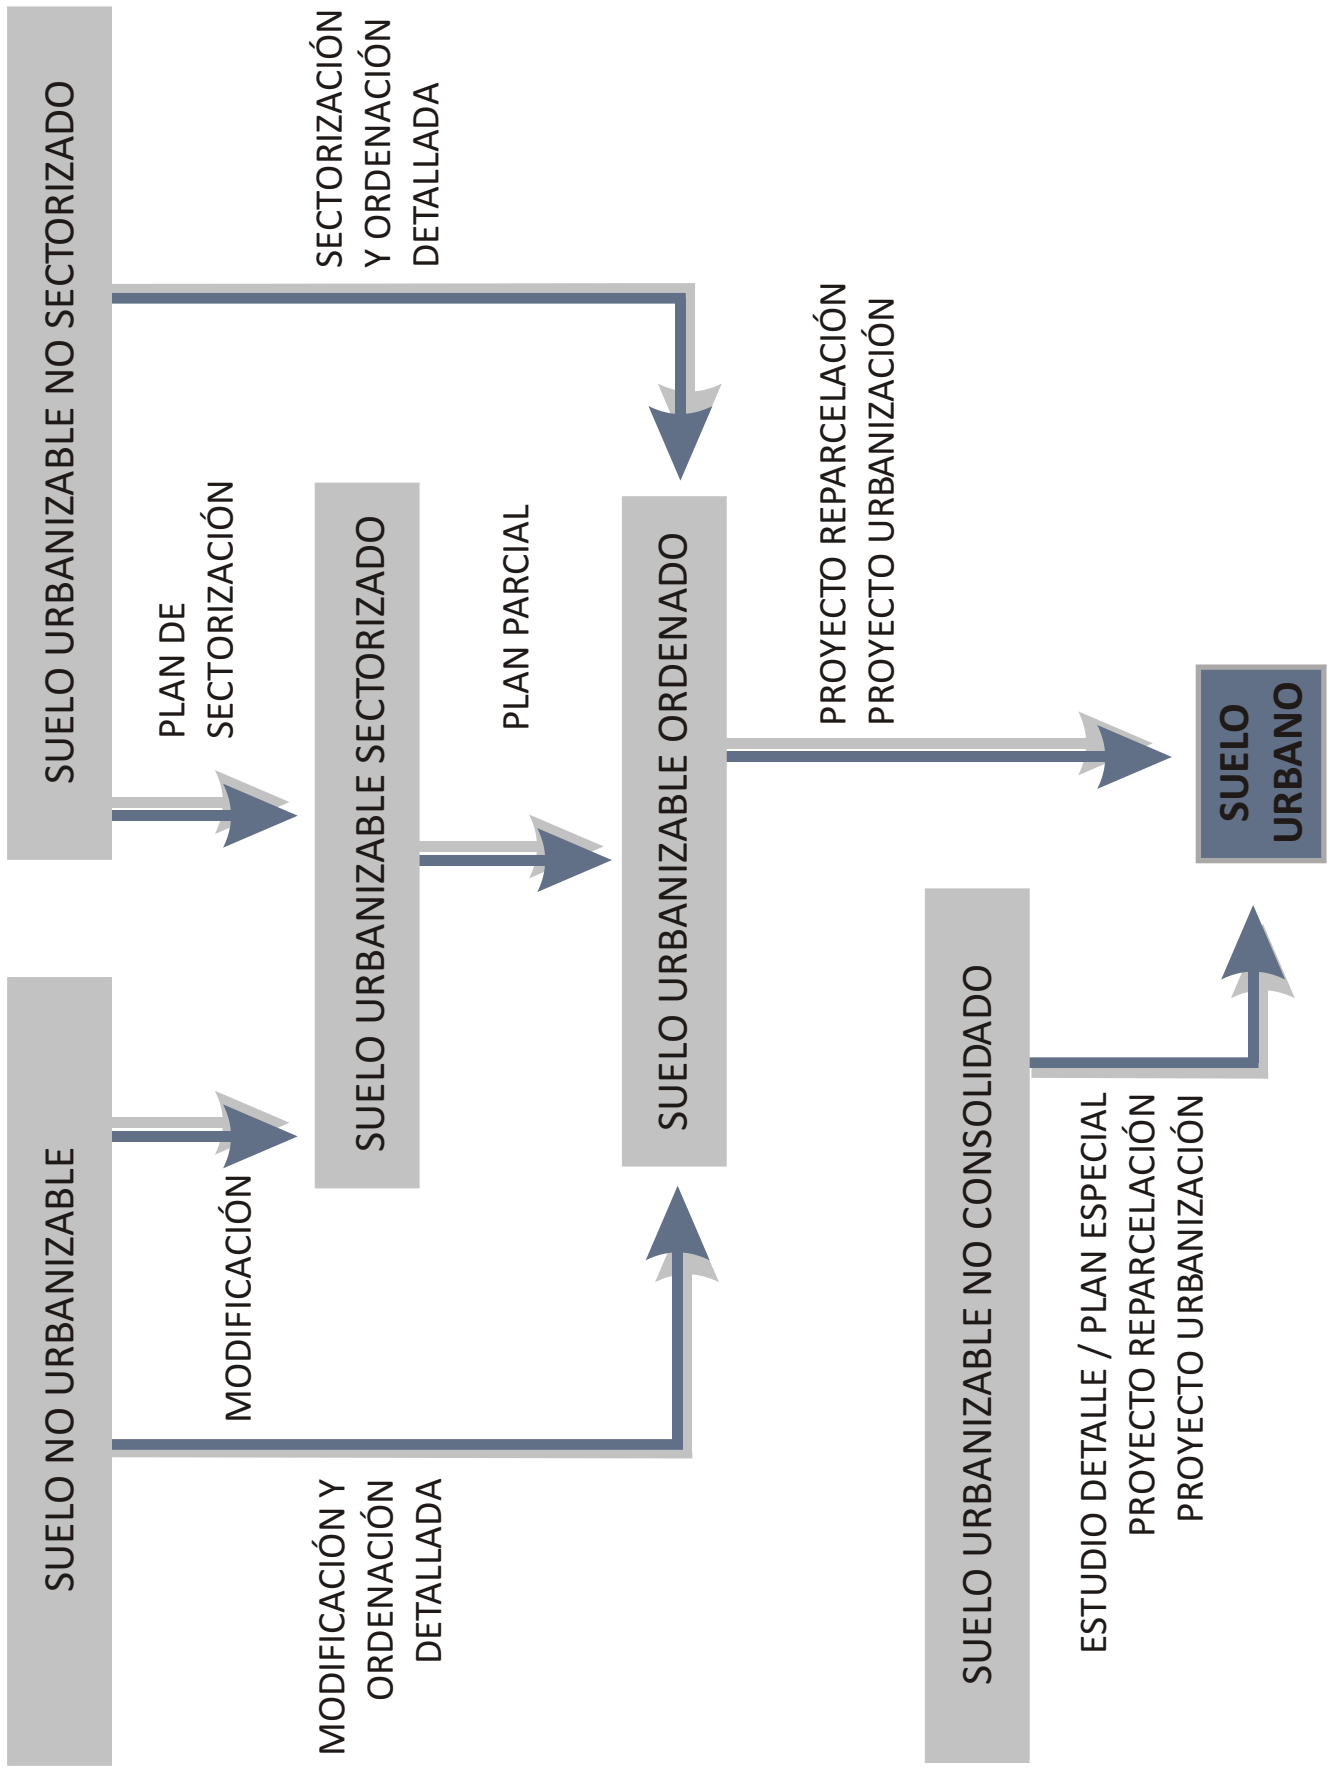 SUELO NO URBANIZABLE
SUELO URBANIZABLE NO SECTORIZADO
MODIFICACIÓN
PLAN DE
SECTORIZACIÓN
MODIFICACIÓN Y
ORDENACIÓN
DETALLADA
SUELO URBANIZABLE SECTORIZADO
SECTORIZACIÓN
Y ORDENACIÓN
DETALLADA
PLAN PARCIAL
SUELO URBANIZABLE ORDENADO
PROYECTO REPARCELACIÓN
PROYECTO URBANIZACIÓN
SUELO URBANIZABLE NO CONSOLIDADO
ESTUDIO DETALLE / PLAN ESPECIAL
PROYECTO REPARCELACIÓN
PROYECTO URBANIZACIÓN
SUELO
URBANO